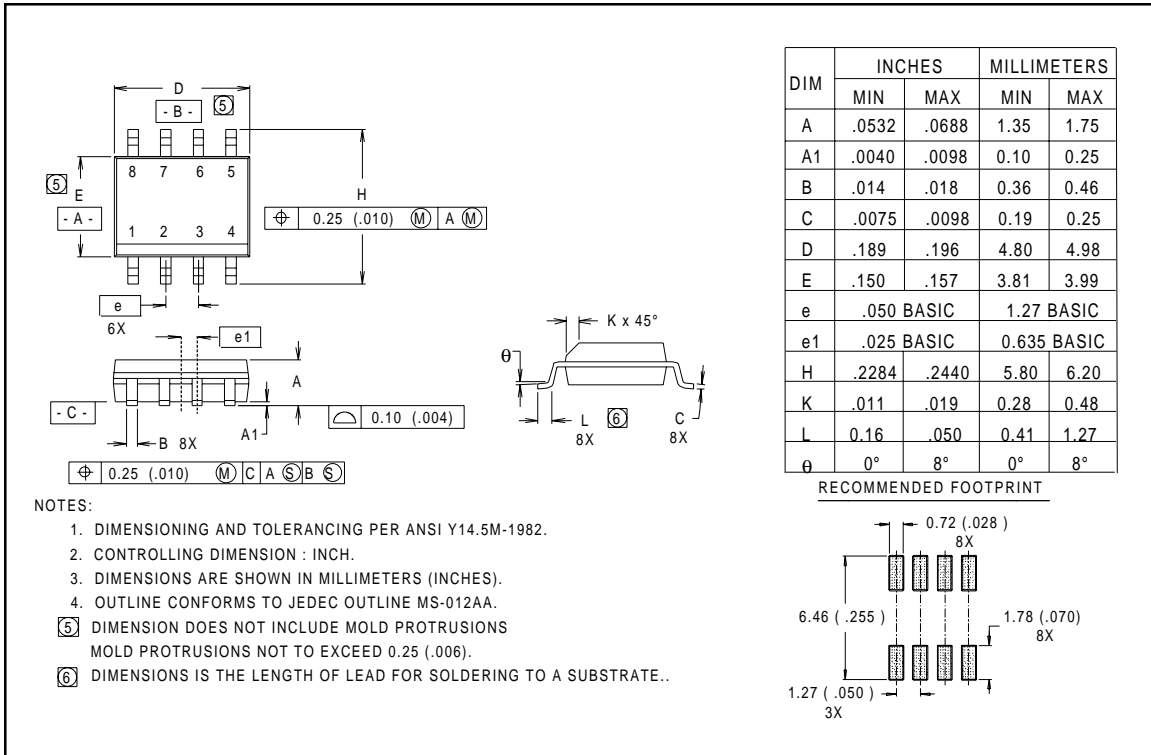 D
- B -
5
8 7 6 5
5
E
- A -
H
⌖ 0.25 (.010) Ⓜ A Ⓜ
1 2 3 4
e
6X
e1
K x 45°
θ
A
- C -
A1
⌓ 0.10 (.004)
B 8X
L
8X
6
C
8X
⌖ 0.25 (.010) Ⓜ C A Ⓢ B Ⓢ
NOTES:
1. DIMENSIONING AND TOLERANCING PER ANSI Y14.5M-1982.
2. CONTROLLING DIMENSION : INCH.
3. DIMENSIONS ARE SHOWN IN MILLIMETERS (INCHES).
4. OUTLINE CONFORMS TO JEDEC OUTLINE MS-012AA.
5 DIMENSION DOES NOT INCLUDE MOLD PROTRUSIONS
MOLD PROTRUSIONS NOT TO EXCEED 0.25 (.006).
6 DIMENSIONS IS THE LENGTH OF LEAD FOR SOLDERING TO A SUBSTRATE..
DIM INCHES MILLIMETERS
MIN MAX MIN MAX
A .0532 .0688 1.35 1.75
A1 .0040 .0098 0.10 0.25
B .014 .018 0.36 0.46
C .0075 .0098 0.19 0.25
D .189 .196 4.80 4.98
E .150 .157 3.81 3.99
e .050 BASIC 1.27 BASIC
e1 .025 BASIC 0.635 BASIC
H .2284 .2440 5.80 6.20
K .011 .019 0.28 0.48
L 0.16 .050 0.41 1.27
θ 0° 8° 0° 8°
RECOMMENDED FOOTPRINT
0.72 (.028 )
8X
6.46 ( .255 )
1.78 (.070)
8X
1.27 ( .050 )
3X